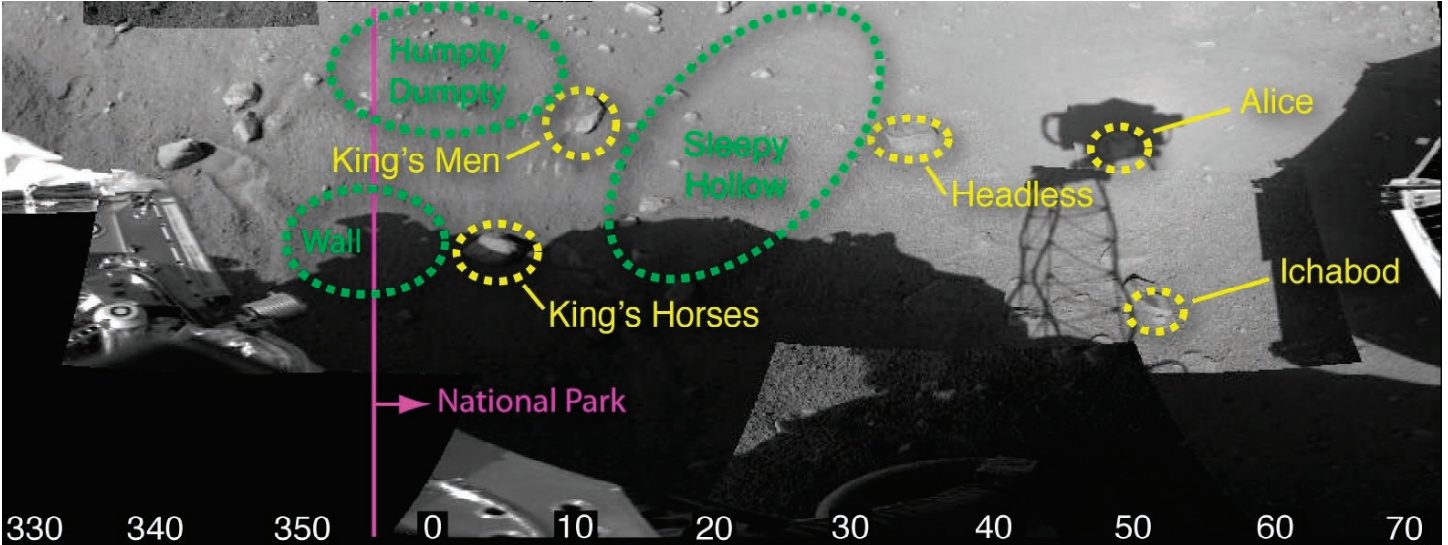 Humpty
Dumpty
Alice
King's Men
Sleepy
Hollow
Headless
Wall
Ichabod
King's Horses
National Park
330 340 350 0 10 20 30 40 50 60 70